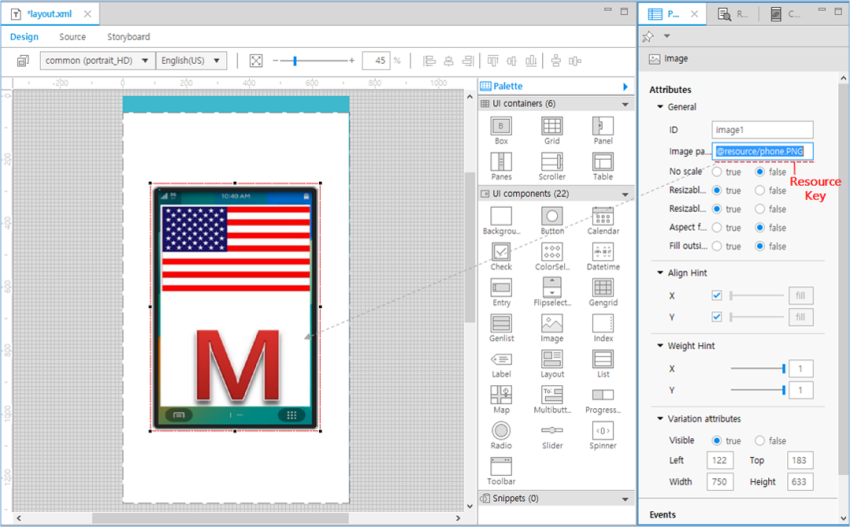 *layout.xml
Design Source Storyboard
common (portrait_HD) English(US) 45 %
-200 0 200 400 600 800 1000
0
200
400
600
800
1000
1200
10:40 AM
M
Palette
UI containers (6)
Box Grid Panel
Panes Scroller Table
UI components (22)
Backgrou... Button Calendar
Check ColorSel... Datetime
Entry Flipselect... Gengrid
Genlist Image Index
Label Layout List
Map Multibutt... Progress...
Radio Slider Spinner
Toolbar
Snippets (0)
P... R... C...
Image
Attributes
General
ID image1
Image pa... @resource/phone.PNG
No scale true false
Resizabl... true false
Resizabl... true false
Aspect f... true false
Fill outsi... true false
Resource
Key
Align Hint
X fill
Y fill
Weight Hint
X 1
Y 1
Variation attributes
Visible true false
Left 122 Top 183
Width 750 Height 633
Events